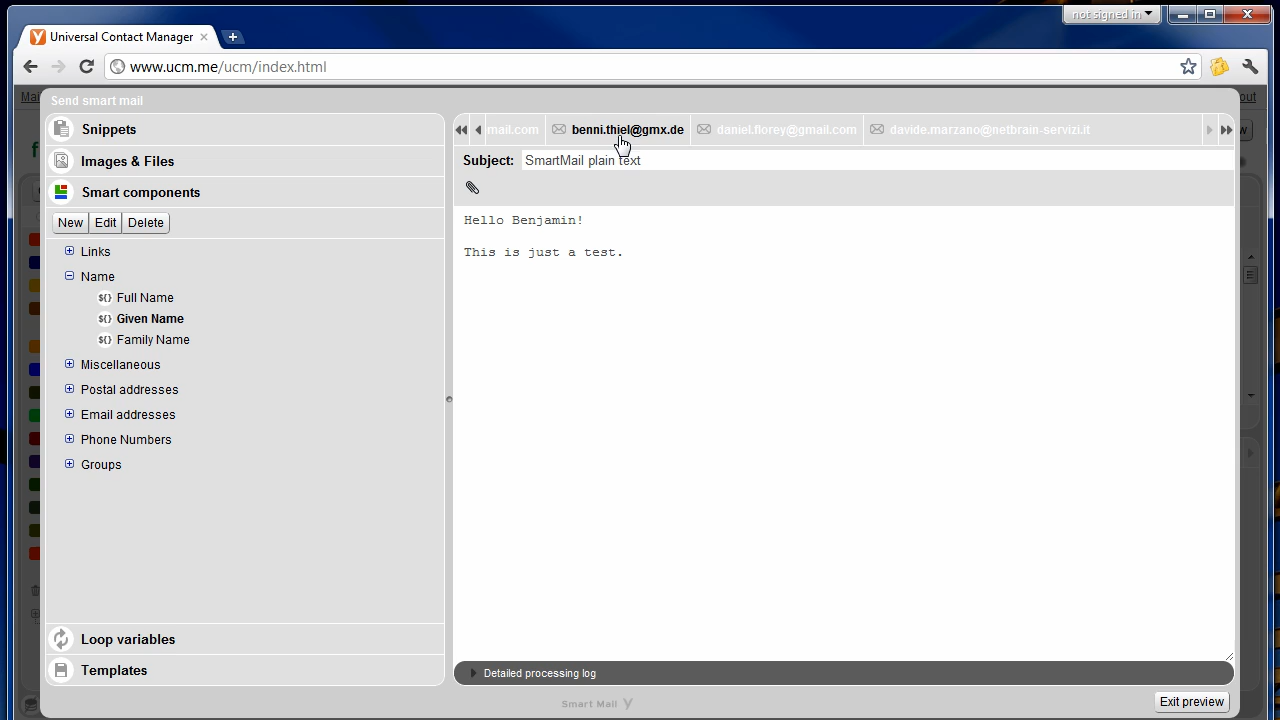 not signed in
Universal Contact Manager
www.ucm.me/ucm/index.html
Send smart mail
Snippets
mail.com
benni.thiel@gmx.de
daniel.florey@gmail.com
davide.marzano@netbrain-servizi.it
Images & Files
Subject: SmartMail plain text
Smart components
New Edit Delete
Hello Benjamin!
This is just a test.
Links
Name
${} Full Name
${} Given Name
${} Family Name
Miscellaneous
Postal addresses
Email addresses
Phone Numbers
Groups
Loop variables
Templates
Detailed processing log
Smart Mail
Exit preview